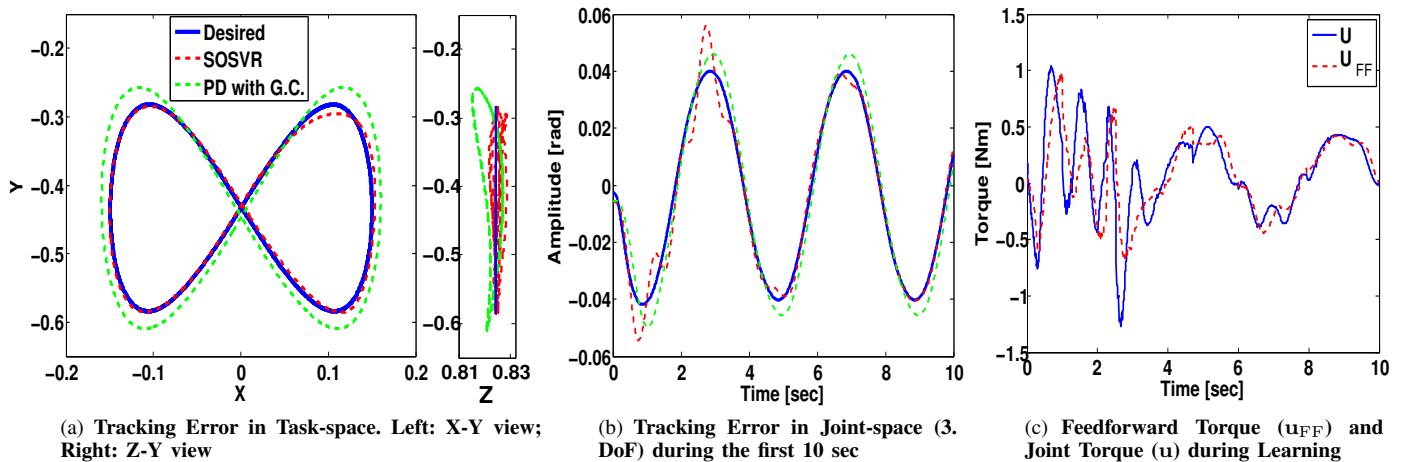 −0.2
−0.3
−0.4
−0.5
−0.6
Y
−0.2
−0.1
0
0.1
0.2
X
Desired
SOSVR
PD with G.C.
−0.2
−0.3
−0.4
−0.5
−0.6
0.81
0.83
Z
0.06
0.04
0.02
0
−0.02
−0.04
−0.06
Amplitude [rad]
0
2
4
6
8
10
Time [sec]
1.5
1
0.5
0
−0.5
−1
−1.5
Torque [Nm]
0
2
4
6
8
10
Time [sec]
U
U FF
(a) Tracking Error in Task-space. Left: X-Y view;
Right: Z-Y view
(b) Tracking Error in Joint-space (3.
DoF) during the first 10 sec
(c) Feedforward Torque (uFF) and
Joint Torque (u) during Learning